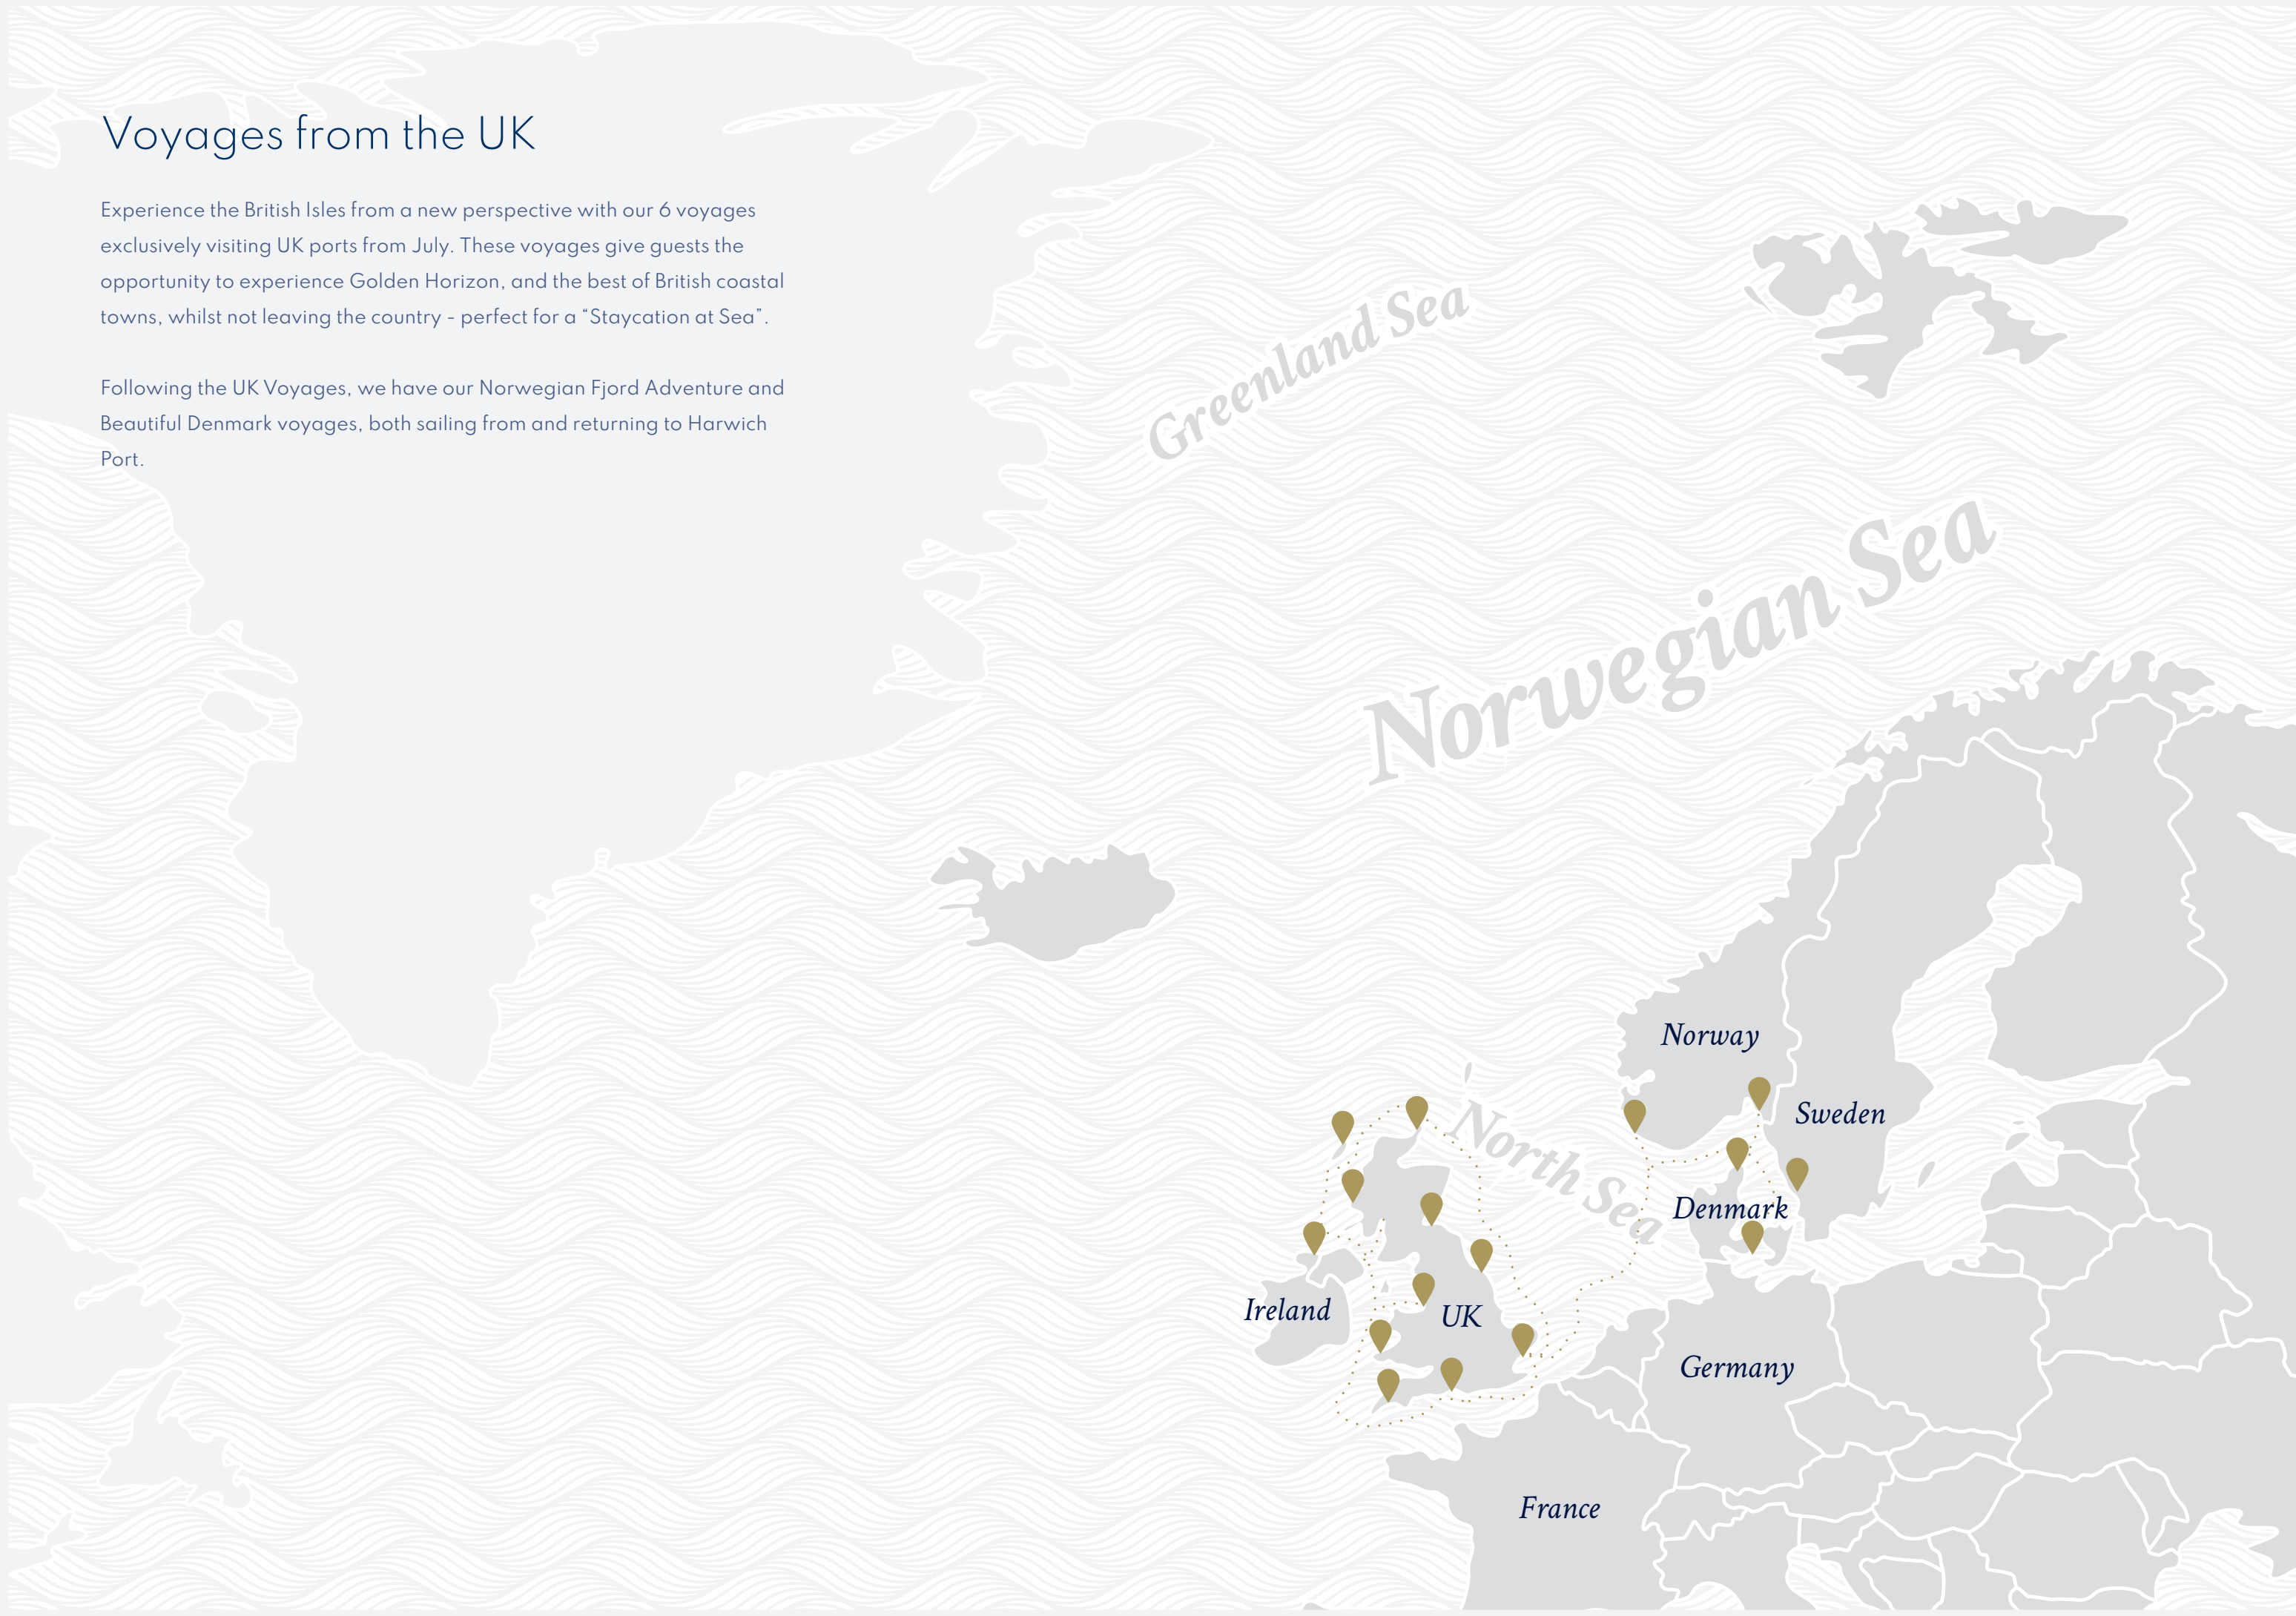 Voyages from the UK
Experience the British Isles from a new perspective with our 6 voyages
exclusively visiting UK ports from July. These voyages give guests the
opportunity to experience Golden Horizon, and the best of British coastal
towns, whilst not leaving the country - perfect for a “Staycation at Sea”.
Following the UK Voyages, we have our Norwegian Fjord Adventure and
Beautiful Denmark voyages, both sailing from and returning to Harwich
Port.
Greenland Sea
Norwegian Sea
Norway
Sweden
North Sea
Denmark
Ireland
UK
Germany
France